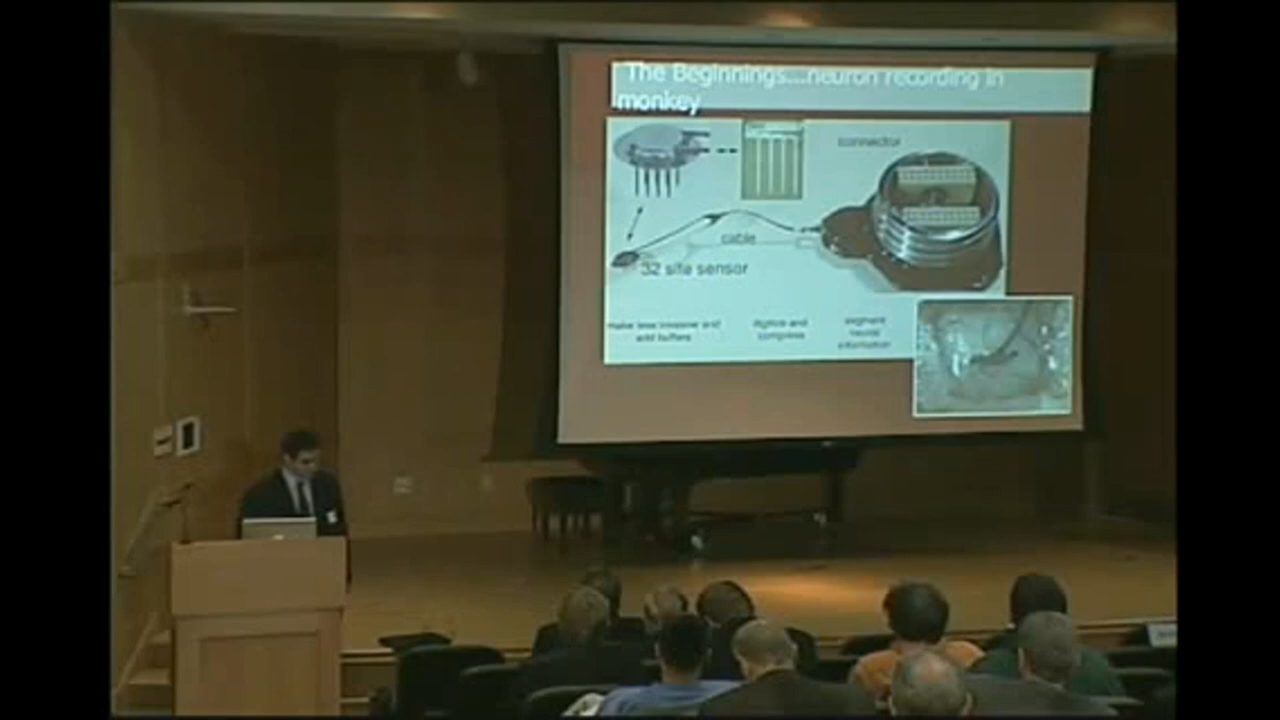 The Beginnings...neuron recording in
monkey
connector
cable
32 site sensor
make less invasive and
add buffers
digitize and
compress
segment
neural
information